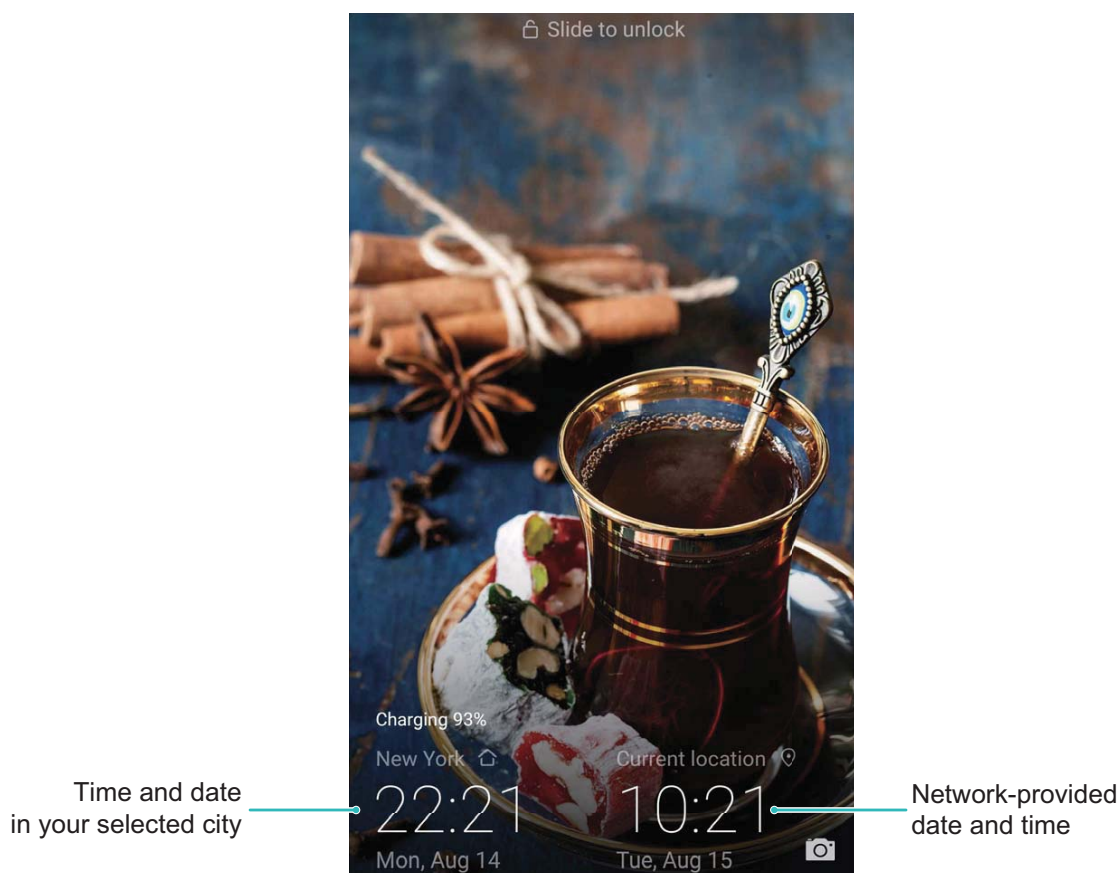 Slide to unlock
Charging 93%
New York
Current location
22:21
10:21
Mon, Aug 14
Tue, Aug 15
Time and date
in your selected city
Network-provided
date and time